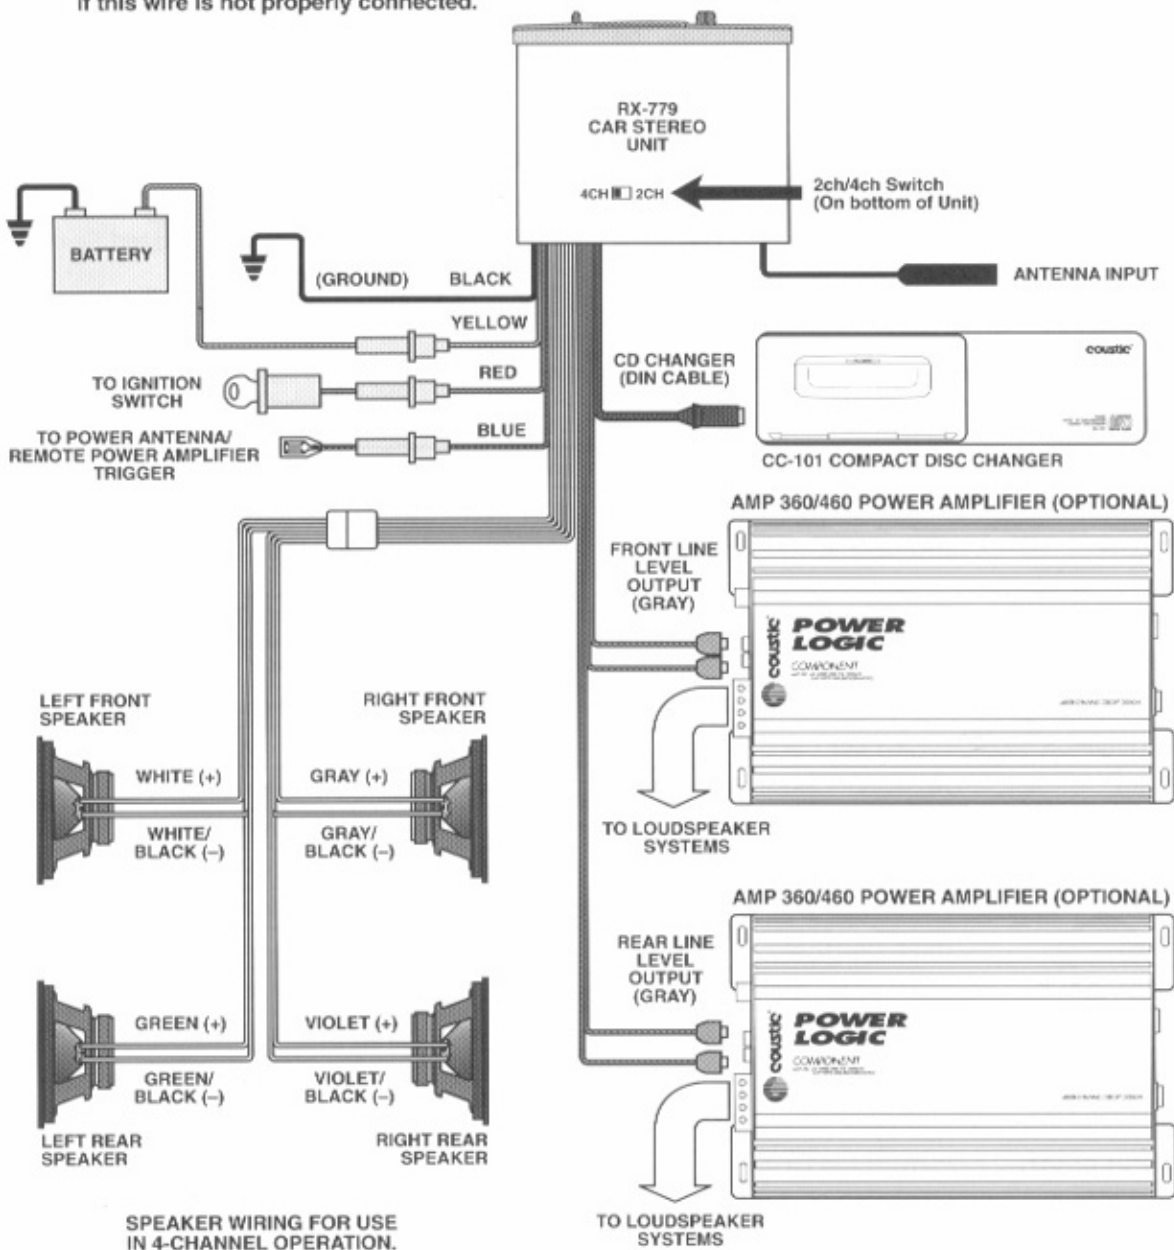 if this wire is not properly connected.
RX-779
CAR STEREO
UNIT
4CH 2CH
2ch/4ch Switch
(On bottom of Unit)
BATTERY
(GROUND) BLACK
ANTENNA INPUT
YELLOW
CD CHANGER
(DIN CABLE)
coustic
TO IGNITION
SWITCH
RED
TO POWER ANTENNA/
REMOTE POWER AMPLIFIER
TRIGGER
BLUE
CC-101 COMPACT DISC CHANGER
AMP 360/460 POWER AMPLIFIER (OPTIONAL)
FRONT LINE
LEVEL
OUTPUT
(GRAY)
coustic
POWER
LOGIC
COMPONENT
LEFT FRONT
SPEAKER
RIGHT FRONT
SPEAKER
WHITE (+)
GRAY (+)
WHITE/
BLACK (–)
GRAY/
BLACK (–)
TO LOUDSPEAKER
SYSTEMS
AMP 360/460 POWER AMPLIFIER (OPTIONAL)
REAR LINE
LEVEL
OUTPUT
(GRAY)
coustic
POWER
LOGIC
COMPONENT
GREEN (+)
VIOLET (+)
GREEN/
BLACK (–)
VIOLET/
BLACK (–)
LEFT REAR
SPEAKER
RIGHT REAR
SPEAKER
TO LOUDSPEAKER
SYSTEMS
SPEAKER WIRING FOR USE
IN 4-CHANNEL OPERATION.